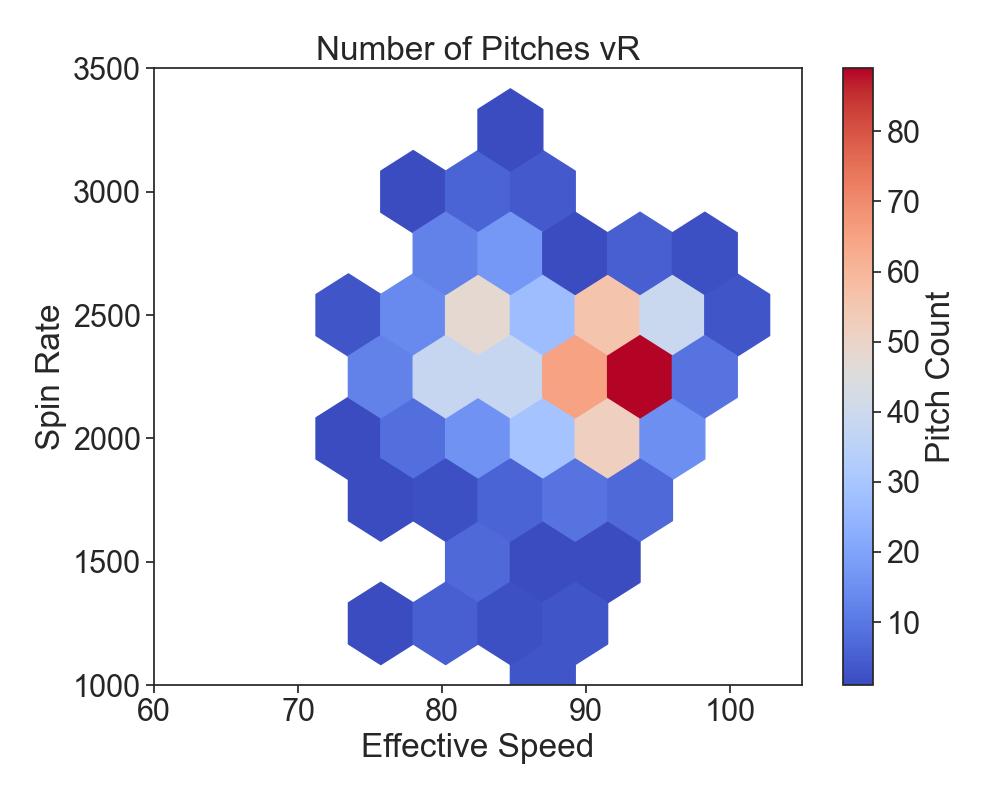 Number of Pitches vR
3500
3000
2500
2000
1500
1000
Spin Rate
60 70 80 90 100
Effective Speed
80
70
60
50
40
30
20
10
Pitch Count